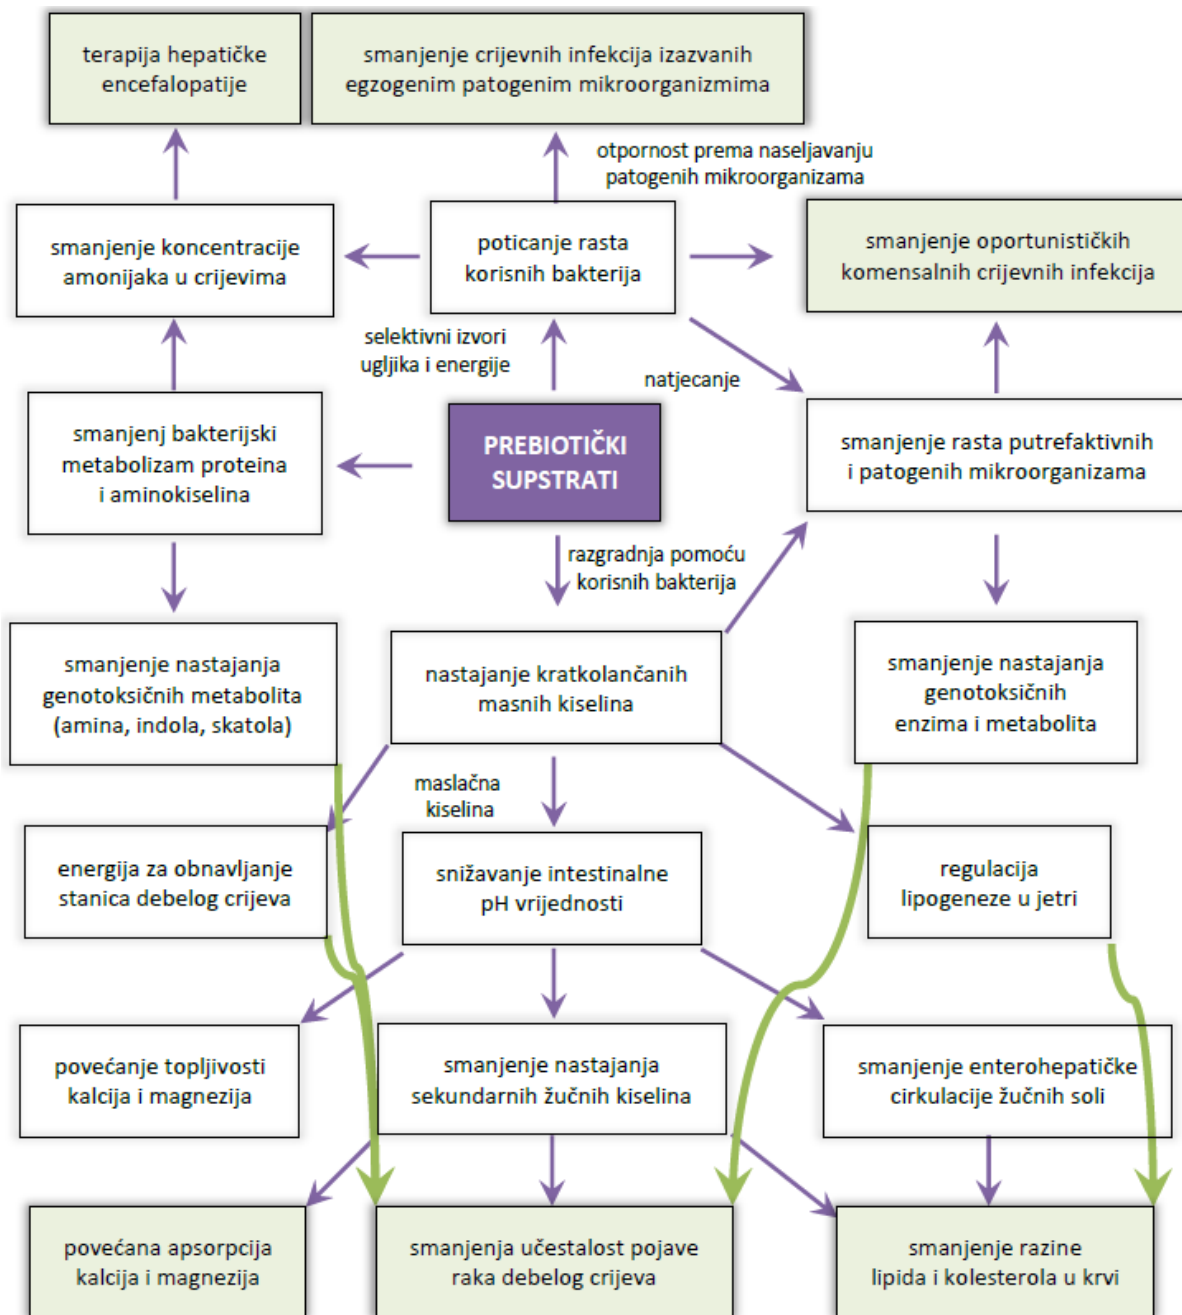 terapija hepatičke
encefalopatije
smanjenje crijevnih infekcija izazvanih
egzogenim patogenim mikroorganizmima
otpornost prema naseljavanju
patogenih mikroorganizama
smanjenje koncentracije
amonijaka u crijevima
poticanje rasta
korisnih bakterija
smanjenje oportunističkih
komensalnih crijevnih infekcija
selektivni izvori
ugljika i energije
natjecanje
smanjenj bakterijski
metabolizam proteina
i aminokiselina
PREBIOTIČKI
SUPSTRATI
smanjenje rasta putrefaktivnih
i patogenih mikroorganizama
razgradnja pomoću
korisnih bakterija
smanjenje nastajanja
genotoksičnih metabolita
(amina, indola, skatola)
nastajanje kratkolančanih
masnih kiselina
smanjenje nastajanja
genotoksičnih
enzima i metabolita
maslačna
kiselina
energija za obnavljanje
stanica debelog crijeva
snižavanje intestinalne
pH vrijednosti
regulacija
lipogeneze u jetri
povećanje topljivosti
kalcija i magnezija
smanjenje nastajanja
sekundarnih žučnih kiselina
smanjenje enterohepatičke
cirkulacije žučnih soli
povećana apsorpcija
kalcija i magnezija
smanjenja učestalost pojave
raka debelog crijeva
smanjenje razine
lipida i kolesterola u krvi